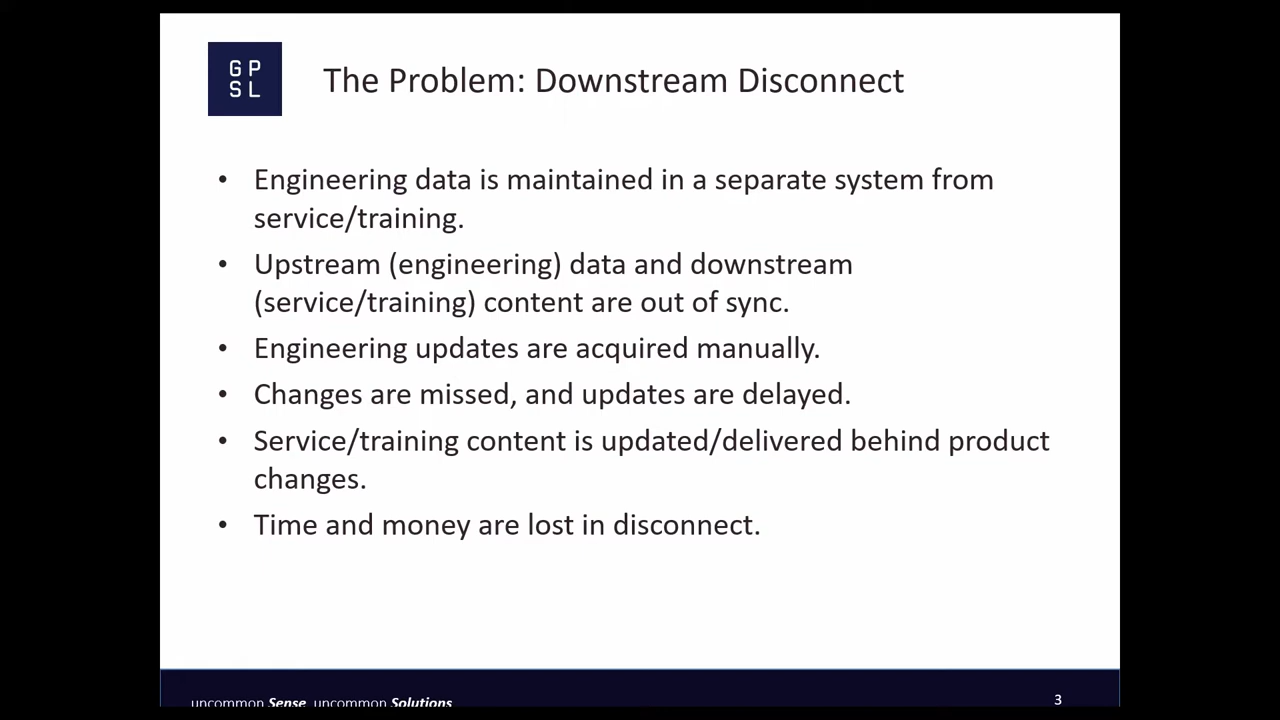 GP
SL
The Problem: Downstream Disconnect
• Engineering data is maintained in a separate system from
service/training.
• Upstream (engineering) data and downstream
(service/training) content are out of sync.
• Engineering updates are acquired manually.
• Changes are missed, and updates are delayed.
• Service/training content is updated/delivered behind product
changes.
• Time and money are lost in disconnect.
uncommon Sense uncommon Solutions
3